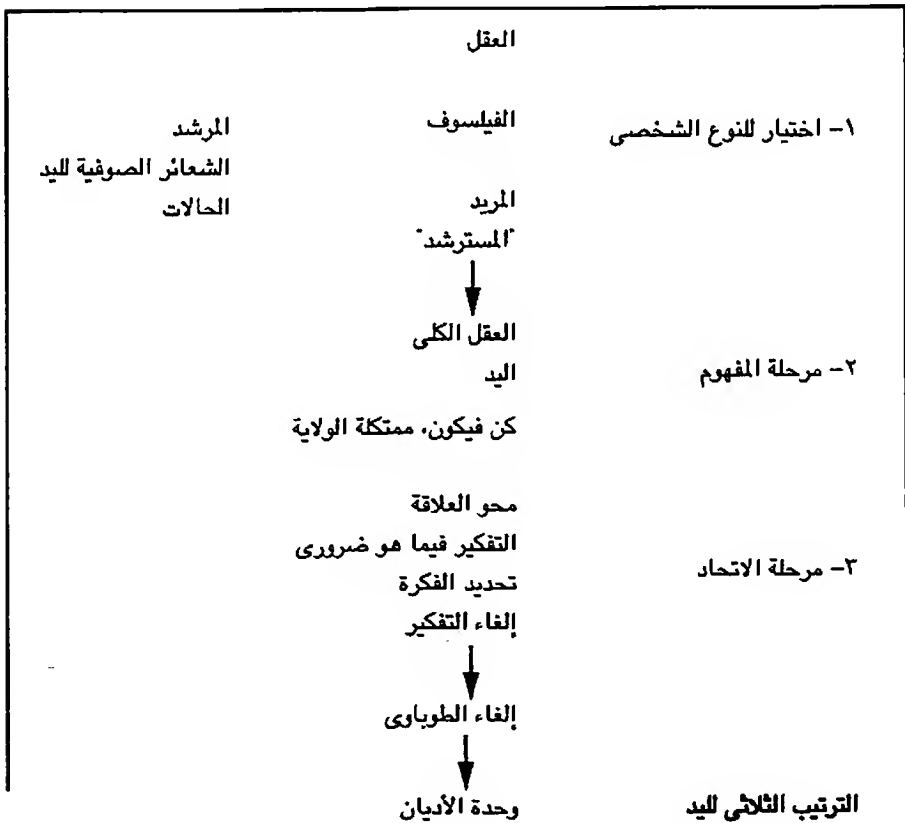 العقل
١- اختيار للنوع الشخصى
الفيلسوف
المرشد
الشعائر الصوفية لليد
المريد
الحالات
"المسترشد"
العقل الكلى
٢- مرحلة المفهوم
اليد
كن فيكون، ممتكلة الولاية
محو العلاقة
التفكير فيما هو ضرورى
٣- مرحلة الاتحاد
تحديد الفكرة
إلغاء التفكير
إلغاء الطوباوى
الترتيب الثلاثى لليد
وحدة الأديان